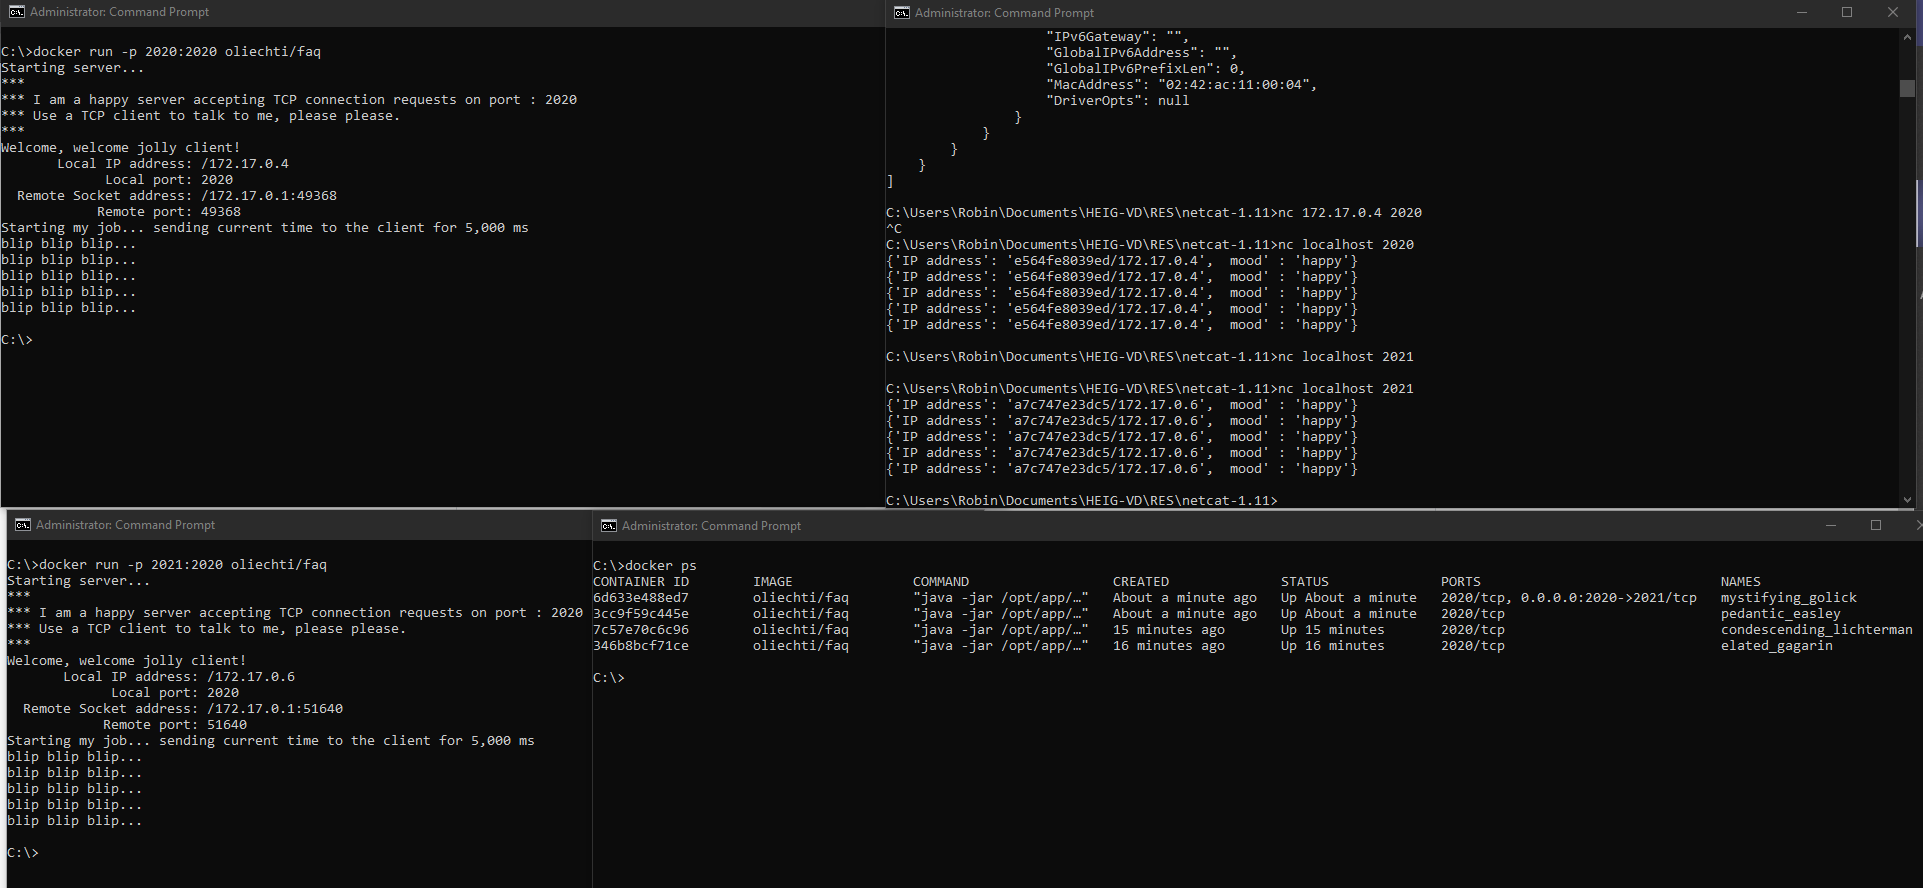 Administrator: Command Prompt
C:\>docker run -p 2020:2020 oliechti/faq
Starting server...
***
*** I am a happy server accepting TCP connection requests on port : 2020
*** Use a TCP client to talk to me, please please.
***
Welcome, welcome jolly client!
Local IP address: /172.17.0.4
Local port: 2020
Remote Socket address: /172.17.0.1:49368
Remote port: 49368
Starting my job... sending current time to the client for 5,000 ms
blip blip blip...
blip blip blip...
blip blip blip...
blip blip blip...
blip blip blip...
C:\>
Administrator: Command Prompt
"IPv6Gateway": "",
"GlobalIPv6Address": "",
"GlobalIPv6PrefixLen": 0,
"MacAddress": "02:42:ac:11:00:04",
"DriverOpts": null
}
}
}
}
]
C:\Users\Robin\Documents\HEIG-VD\RES\netcat-1.11>nc 172.17.0.4 2020
^C
C:\Users\Robin\Documents\HEIG-VD\RES\netcat-1.11>nc localhost 2020
{'IP address': 'e564fe8039ed/172.17.0.4',  mood' : 'happy'}
{'IP address': 'e564fe8039ed/172.17.0.4',  mood' : 'happy'}
{'IP address': 'e564fe8039ed/172.17.0.4',  mood' : 'happy'}
{'IP address': 'e564fe8039ed/172.17.0.4',  mood' : 'happy'}
{'IP address': 'e564fe8039ed/172.17.0.4',  mood' : 'happy'}
C:\Users\Robin\Documents\HEIG-VD\RES\netcat-1.11>nc localhost 2021
C:\Users\Robin\Documents\HEIG-VD\RES\netcat-1.11>nc localhost 2021
{'IP address': 'a7c747e23dc5/172.17.0.6',  mood' : 'happy'}
{'IP address': 'a7c747e23dc5/172.17.0.6',  mood' : 'happy'}
{'IP address': 'a7c747e23dc5/172.17.0.6',  mood' : 'happy'}
{'IP address': 'a7c747e23dc5/172.17.0.6',  mood' : 'happy'}
{'IP address': 'a7c747e23dc5/172.17.0.6',  mood' : 'happy'}
C:\Users\Robin\Documents\HEIG-VD\RES\netcat-1.11>
Administrator: Command Prompt
C:\>docker run -p 2021:2020 oliechti/faq
Starting server...
***
*** I am a happy server accepting TCP connection requests on port : 2020
*** Use a TCP client to talk to me, please please.
***
Welcome, welcome jolly client!
Local IP address: /172.17.0.6
Local port: 2020
Remote Socket address: /172.17.0.1:51640
Remote port: 51640
Starting my job... sending current time to the client for 5,000 ms
blip blip blip...
blip blip blip...
blip blip blip...
blip blip blip...
blip blip blip...
C:\>
Administrator: Command Prompt
C:\>docker ps
CONTAINER ID IMAGE COMMAND CREATED STATUS PORTS NAMES
6d633e488ed7 oliechti/faq "java -jar /opt/app/…" About a minute ago Up About a minute 2020/tcp, 0.0.0.0:2020->2021/tcp mystifying_golick
3cc9f59c445e oliechti/faq "java -jar /opt/app/…" About a minute ago Up About a minute 2020/tcp pedantic_easley
7c57e70c6c96 oliechti/faq "java -jar /opt/app/…" 15 minutes ago Up 15 minutes 2020/tcp condescending_lichterman
346b8bcf71ce oliechti/faq "java -jar /opt/app/…" 16 minutes ago Up 16 minutes 2020/tcp elated_gagarin
C:\>